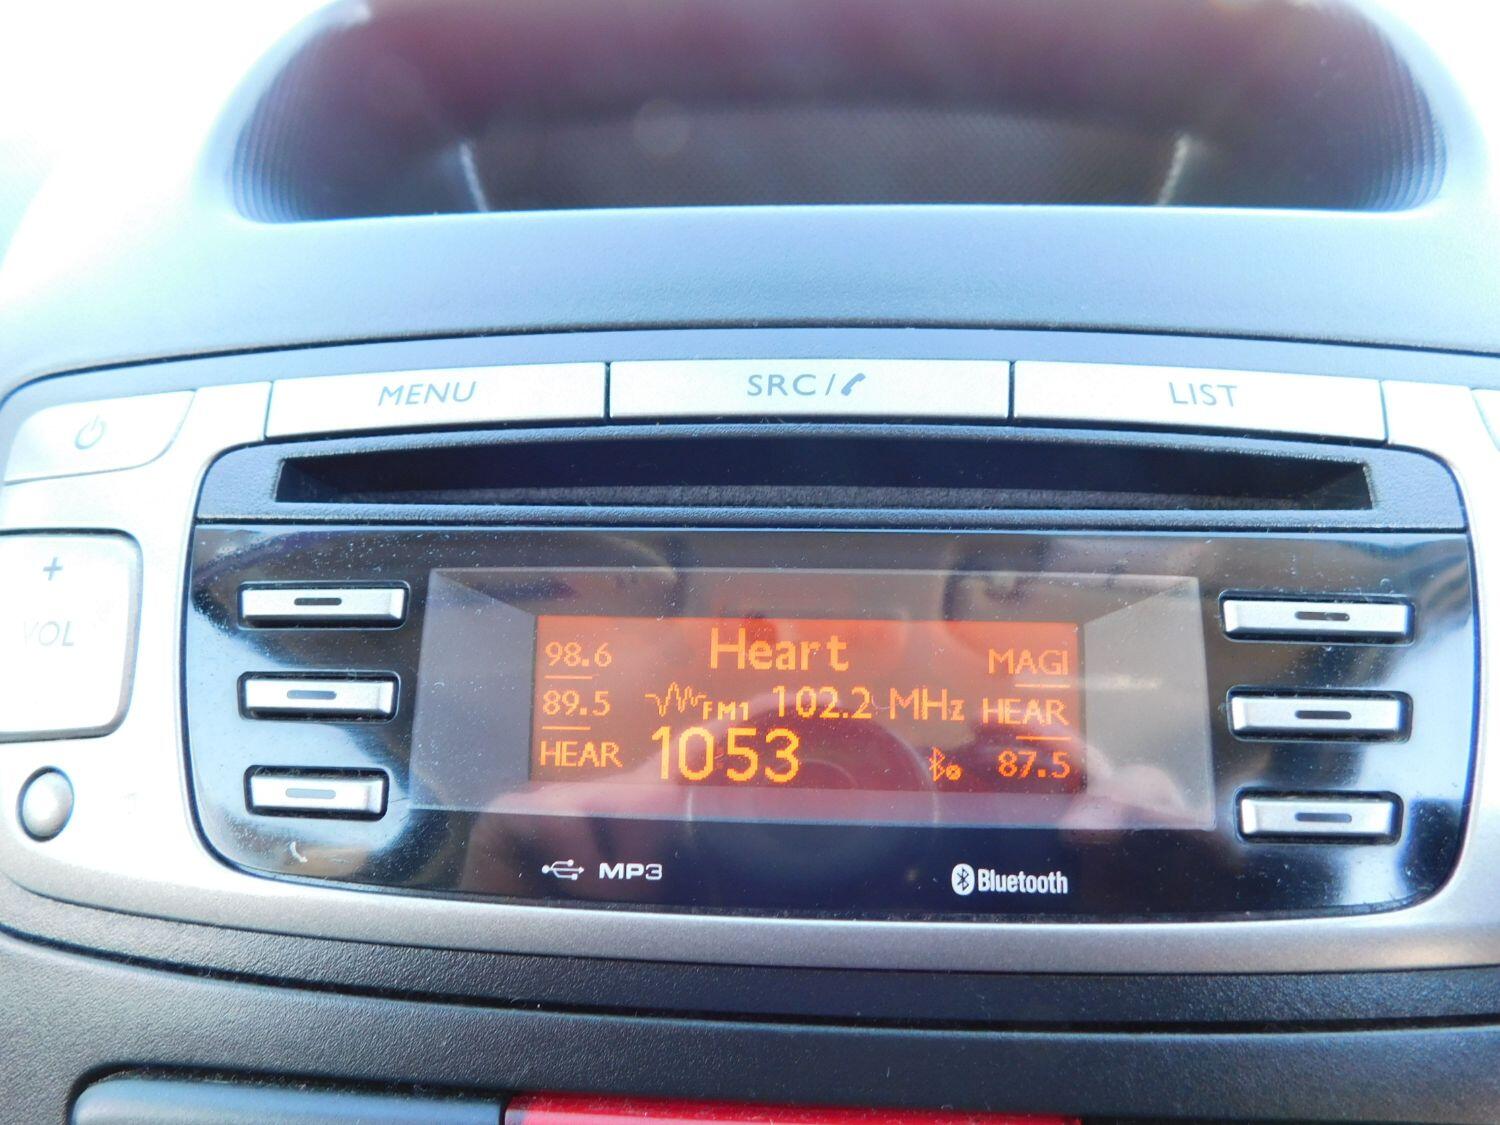 MENU SRC/ LIST
+
VOL
98.6 Heart MAGI
89.5 FM1 102.2 MHz HEAR
HEAR 1053 87.5
MP3 Bluetooth